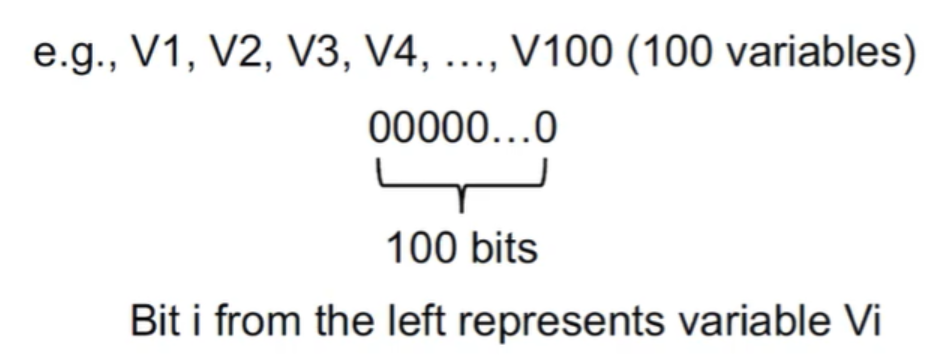 e.g., V1, V2, V3, V4, ..., V100 (100 variables)
00000...0
100 bits
Bit i from the left represents variable Vi